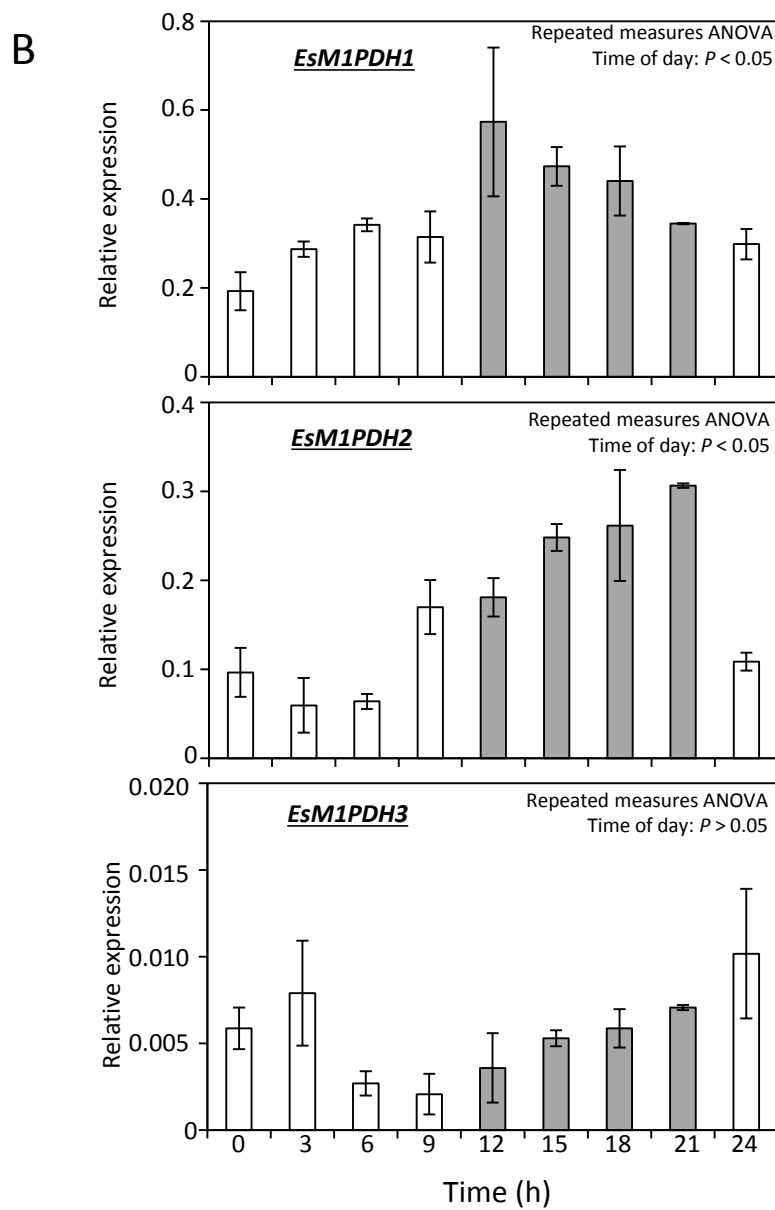 B
EsM1PDH1
Repeated measures ANOVA
Time of day: P < 0.05
Relative expression
0.8
0.6
0.4
0.2
0
EsM1PDH2
Repeated measures ANOVA
Time of day: P < 0.05
Relative expression
0.4
0.3
0.2
0.1
0
EsM1PDH3
Repeated measures ANOVA
Time of day: P > 0.05
Relative expression
0.020
0.015
0.010
0.005
0
0 3 6 9 12 15 18 21 24
Time (h)